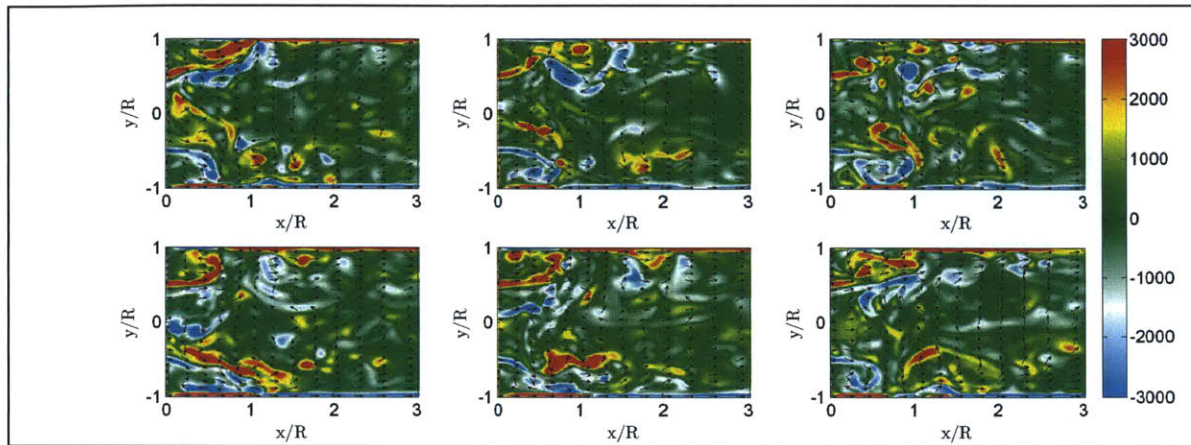 1 1 1 3000
y/R 0 y/R 0 y/R 0 2000
-1 -1 -1 1000
0 1 2 3 0 1 2 3 0 1 2 3
x/R x/R x/R 0
1 1 1 -1000
y/R 0 y/R 0 y/R 0 -2000
-1 -1 -1 -3000
0 1 2 3 0 1 2 3 0 1 2 3
x/R x/R x/R